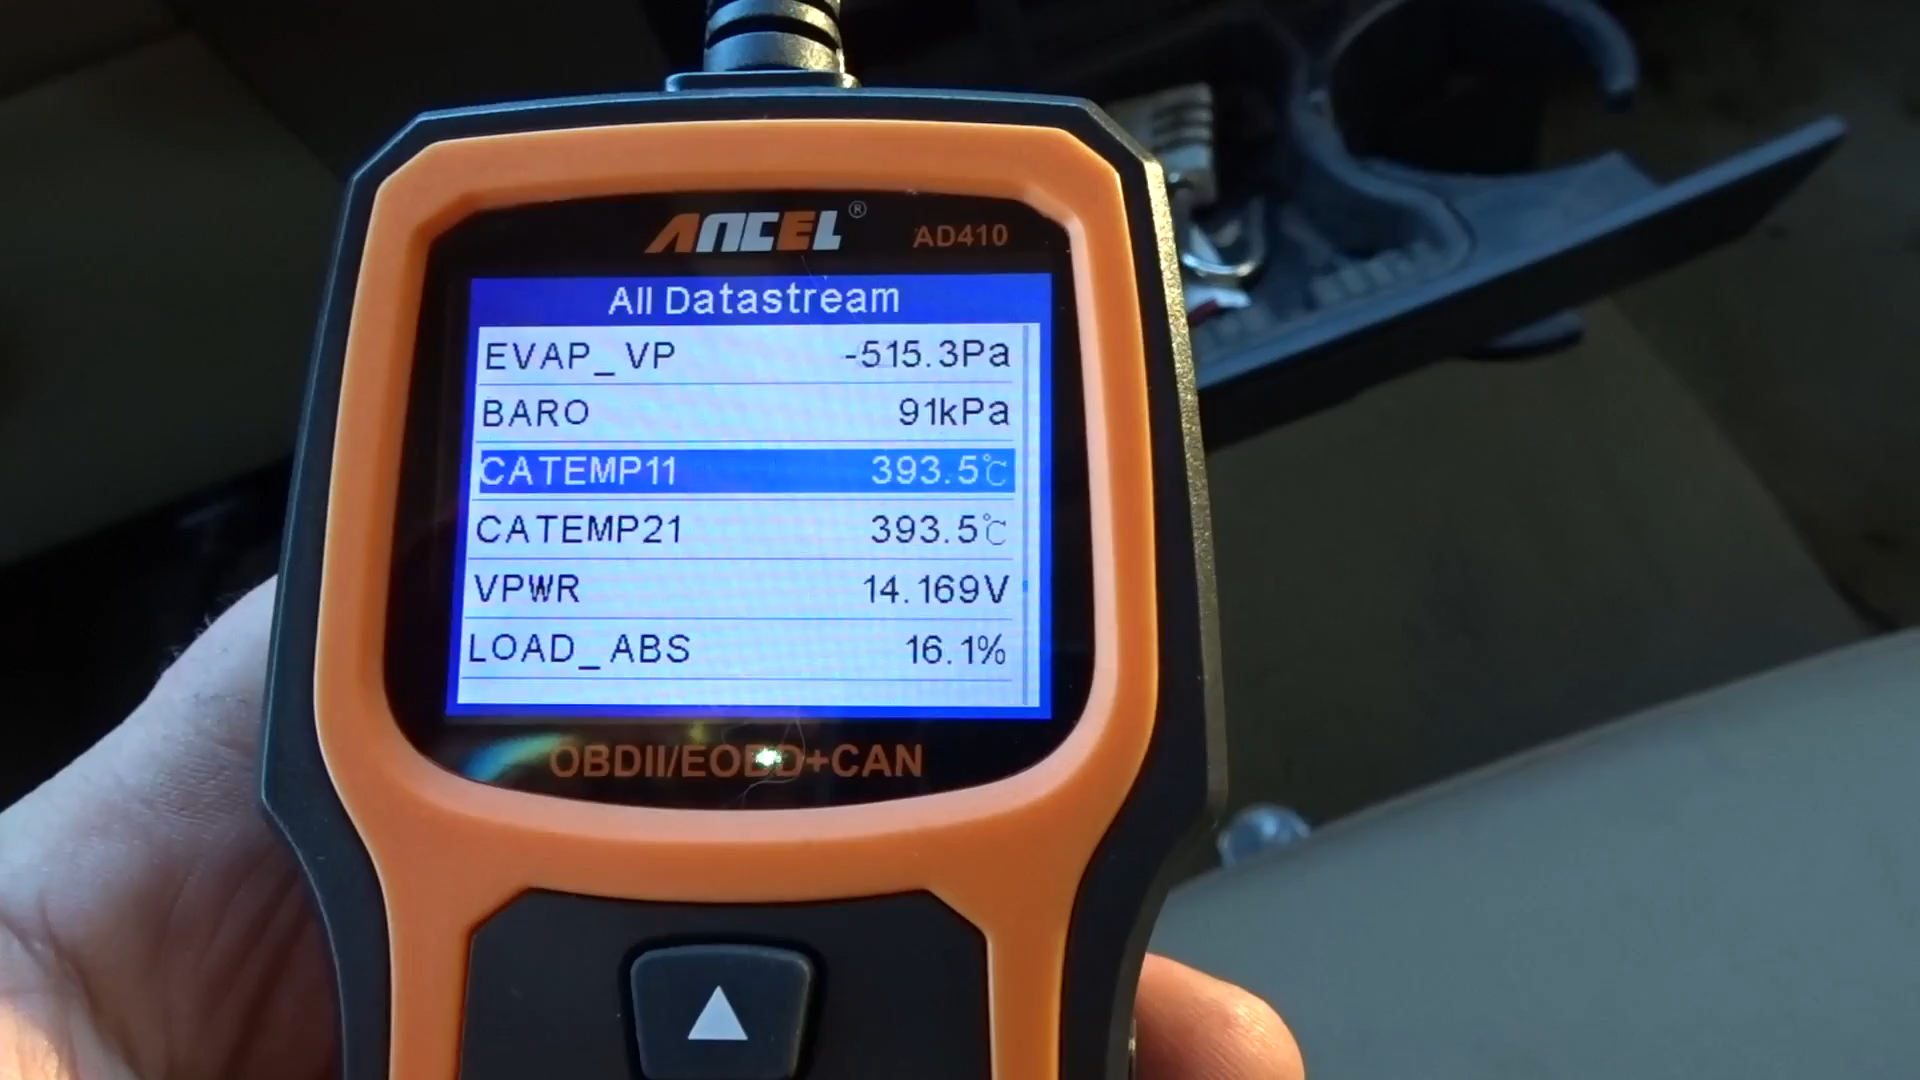 ANCEL® AD410
All Datastream
EVAP_VP -515.3Pa
BARO 91kPa
CATEMP11 393.5℃
CATEMP21 393.5℃
VPWR 14.169V
LOAD_ABS 16.1%
OBDII/EOBD+CAN